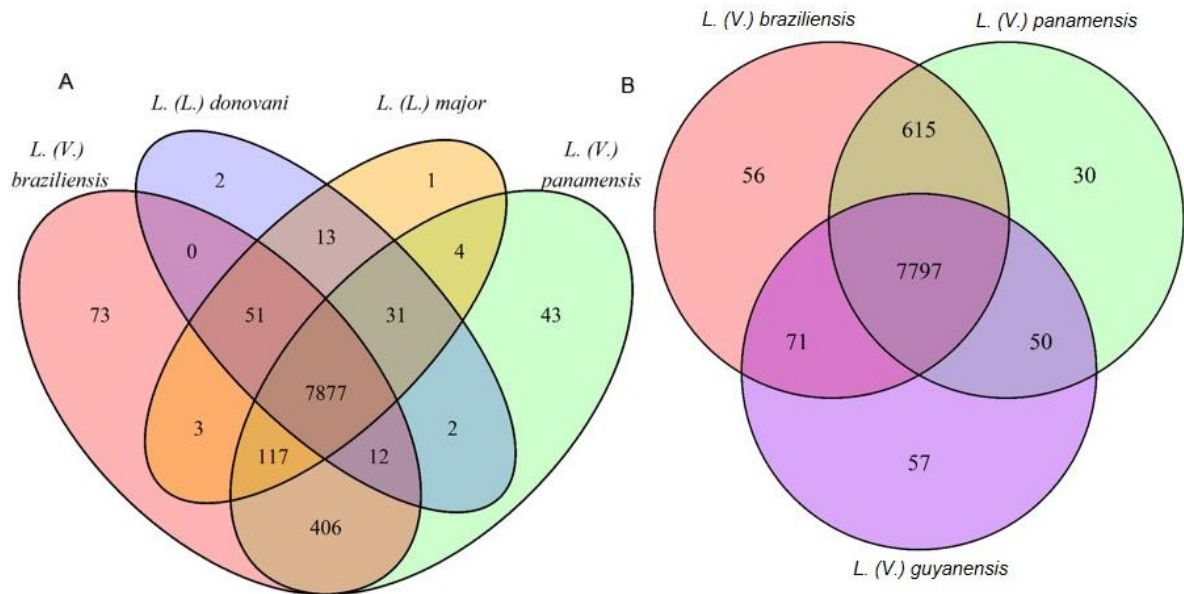 A
L. (L.) donovani
L. (L.) major
L. (V.)
braziliensis
L. (V.)
panamensis
2
1
0
13
4
73
51
31
43
7877
3
117
12
2
406
B
L. (V.) braziliensis
L. (V.) panamensis
615
56
30
7797
71
50
57
L. (V.) guyanensis